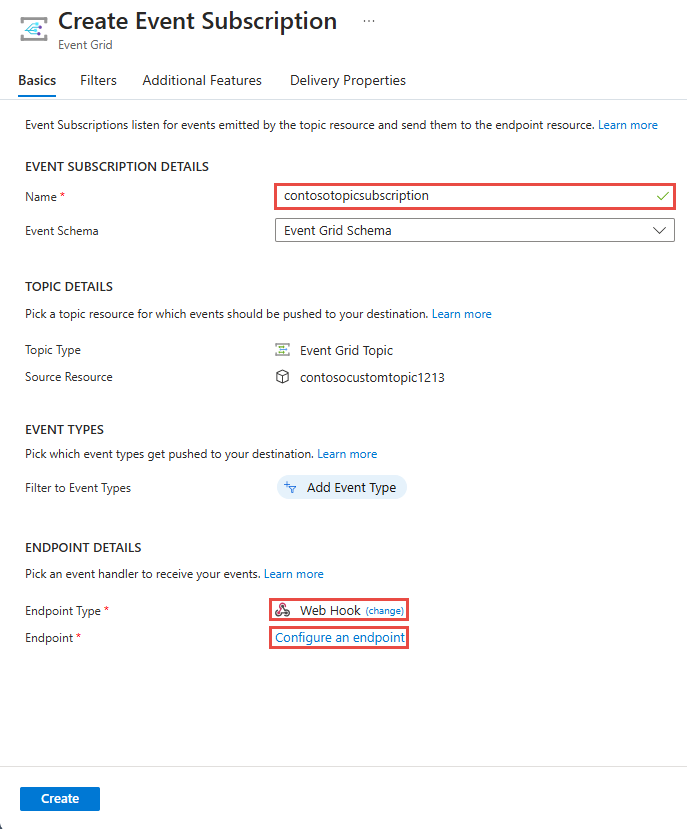 Create Event Subscription ...
Event Grid
Basics Filters Additional Features Delivery Properties
Event Subscriptions listen for events emitted by the topic resource and send them to the endpoint resource. Learn more
EVENT SUBSCRIPTION DETAILS
Name * contosotopicsubscription
Event Schema Event Grid Schema
TOPIC DETAILS
Pick a topic resource for which events should be pushed to your destination. Learn more
Topic Type Event Grid Topic
Source Resource contosocustomtopic1213
EVENT TYPES
Pick which event types get pushed to your destination. Learn more
Filter to Event Types Add Event Type
ENDPOINT DETAILS
Pick an event handler to receive your events. Learn more
Endpoint Type * Web Hook (change)
Endpoint * Configure an endpoint
Create